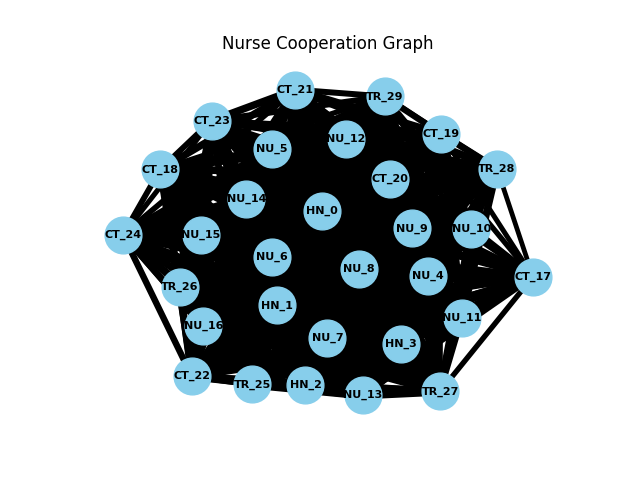 Nurse Cooperation Graph
CT_21
TR_29
CT_23
CT_19
NU_12
NU_5
CT_18
TR_28
CT_20
NU_14
HN_0
NU_9
NU_10
CT_24
NU_15
NU_6
NU_8
NU_4
CT_17
TR_26
HN_1
NU_11
NU_16
NU_7
HN_3
CT_22
TR_25
HN_2
NU_13
TR_27